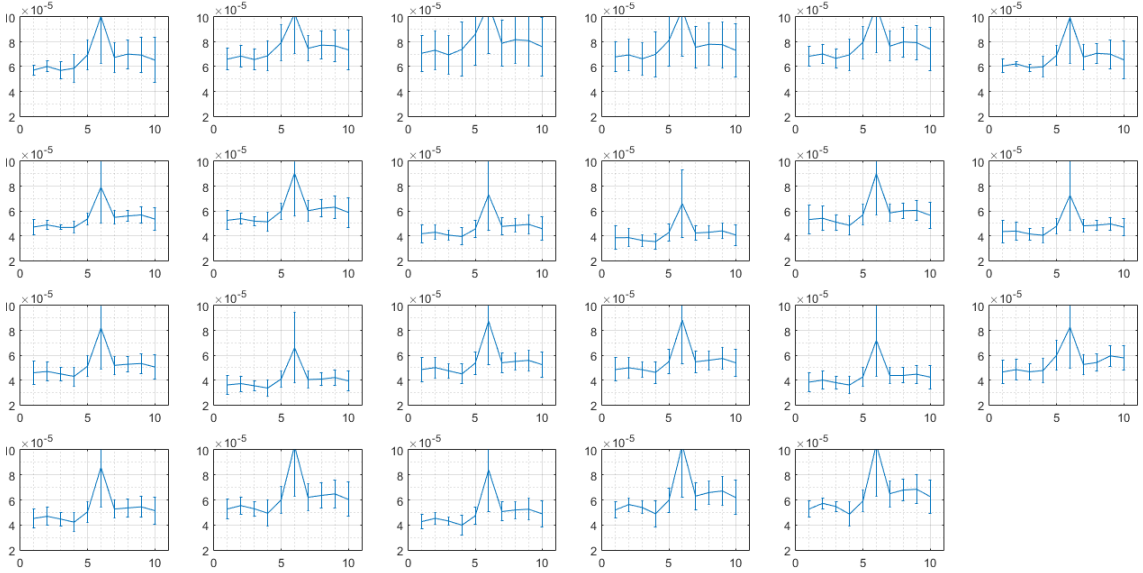 10 ×10⁻⁵ ×10⁻⁵ ×10⁻⁵ ×10⁻⁵ ×10⁻⁵ ×10⁻⁵
10 10 10 10 10
8 8 8 8 8 8
6 6 6 6 6 6
4 4 4 4 4 4
2 2 2 2 2 2
0 5 10 0 5 10 0 5 10 0 5 10 0 5 10 0 5 10
10 ×10⁻⁵ 10 ×10⁻⁵ 10 ×10⁻⁵ 10 ×10⁻⁵ 10 ×10⁻⁵ 10 ×10⁻⁵
8 8 8 8 8 8
6 6 6 6 6 6
4 4 4 4 4 4
2 2 2 2 2 2
0 5 10 0 5 10 0 5 10 0 5 10 0 5 10 0 5 10
10 ×10⁻⁵ 10 ×10⁻⁵ 10 ×10⁻⁵ 10 ×10⁻⁵ 10 ×10⁻⁵ 10 ×10⁻⁵
8 8 8 8 8 8
6 6 6 6 6 6
4 4 4 4 4 4
2 2 2 2 2 2
0 5 10 0 5 10 0 5 10 0 5 10 0 5 10 0 5 10
10 ×10⁻⁵ 10 ×10⁻⁵ 10 ×10⁻⁵ 10 ×10⁻⁵ 10 ×10⁻⁵
8 8 8 8 8
6 6 6 6 6
4 4 4 4 4
2 2 2 2 2
0 5 10 0 5 10 0 5 10 0 5 10 0 5 10